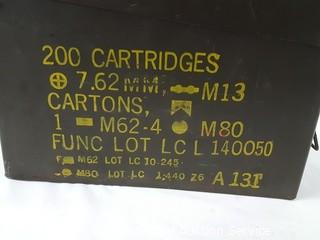 200 CARTRIDGES
7.62 MM, M13
CARTONS,
1 M62-4 M80
FUNC LOT LC L 140050
M62 LOT LC 10-245
M80 LOT LC A 131
Service